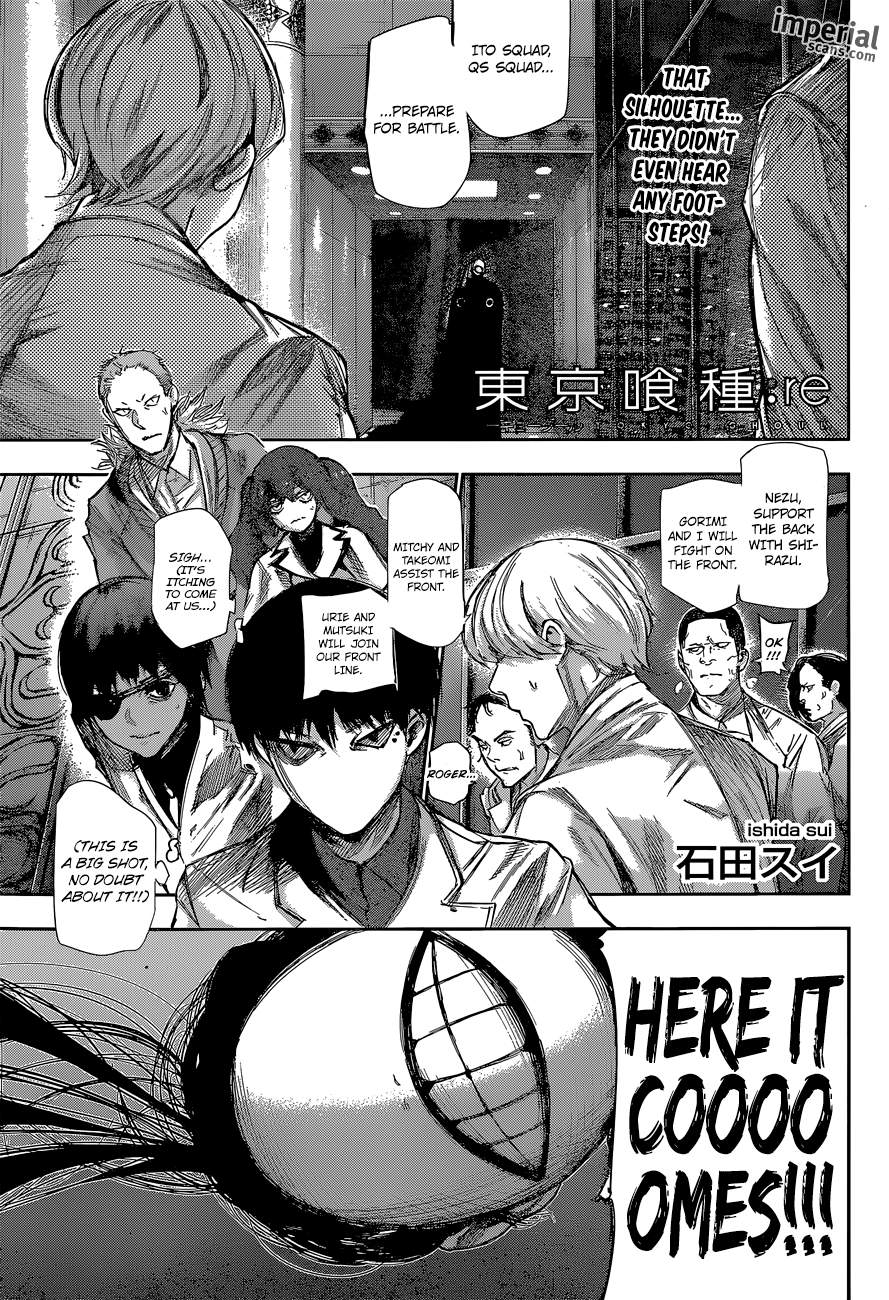 imperial
scans.com
THAT
SILHOUETTE...
THEY DIDN'T
EVEN HEAR
ANY FOOT-
STEPS!
ITO SQUAD,
QS SQUAD...
...PREPARE
FOR BATTLE.
東京喰種:re
NEZU,
SUPPORT
THE BACK
WITH SHI-
RAZU.
GORIMI
AND I WILL
FIGHT ON
THE FRONT.
OK
!!!
MITCHY AND
TAKEOMI
ASSIST THE
FRONT.
ROGER...
URIE AND
MUTSUKI
WILL JOIN
OUR FRONT
LINE.
SIGH...
(IT'S
ITCHING
TO COME
AT US...)
(THIS IS
A BIG SHOT,
NO DOUBT
ABOUT IT!!)
ishida sui
石田スイ
HERE IT
COOOO
OMES!!!